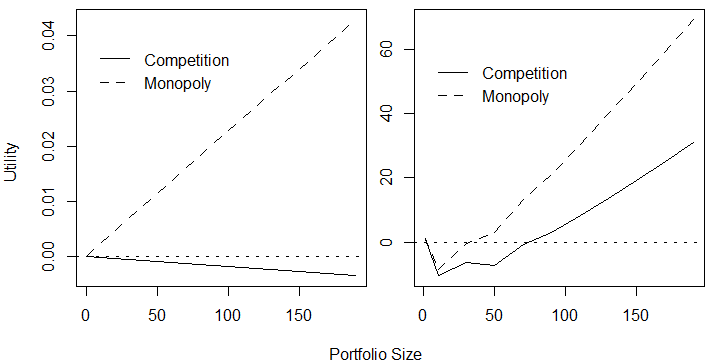 Utility
0.04
0.03
0.02
0.01
0.00
Competition
Monopoly
0
50
100
150
60
40
20
0
Competition
Monopoly
0
50
100
150
Portfolio Size